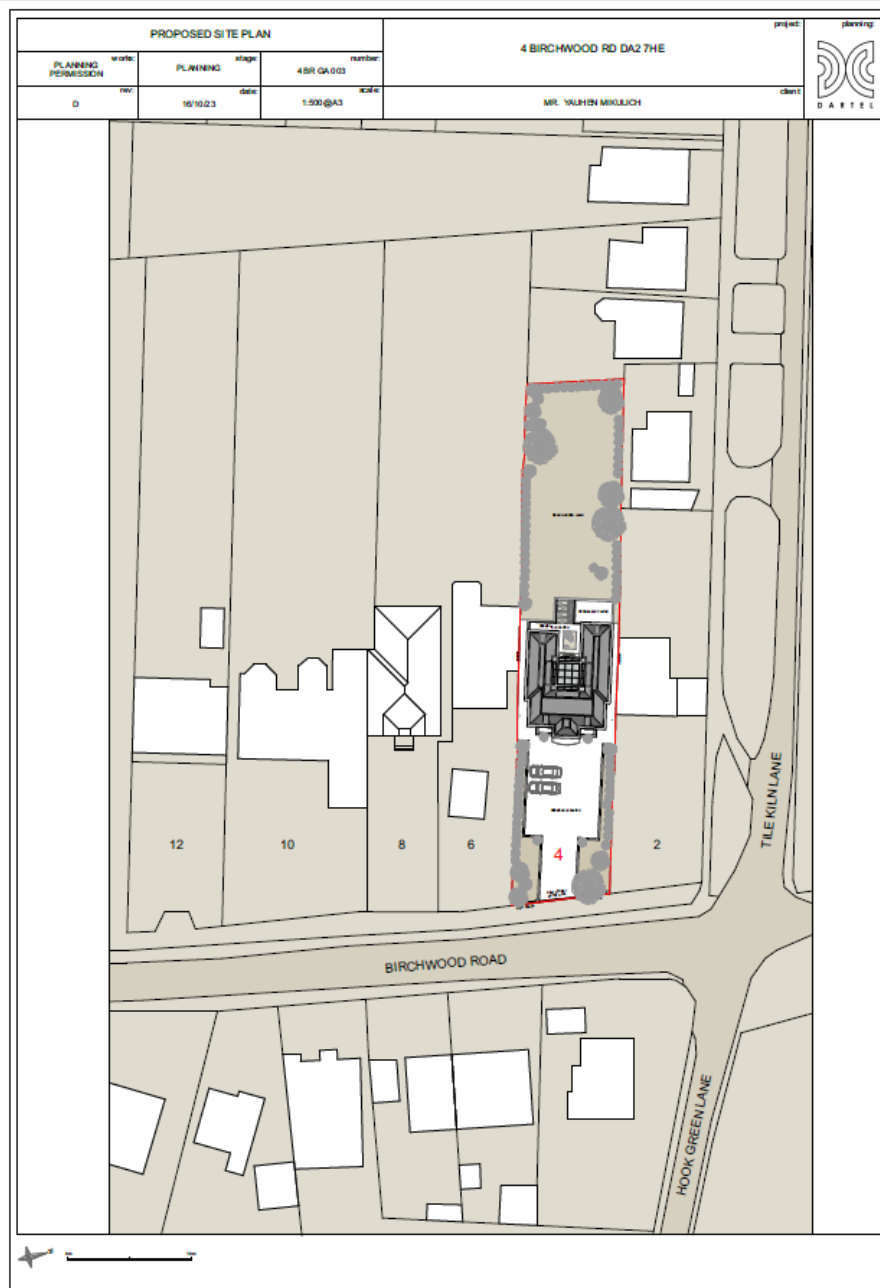 PROPOSED SITE PLAN
works:
PLANNING
PERMISSION
stage:
PLANNING
number:
4BR GA 003
rev:
D
date:
16/10/23
scale:
1:500@A3
project:
4 BIRCHWOOD RD DA2 7HE
client:
MR. YAUHEN MIKULICH
planning:
DARTEL
12
10
8
6
4
2
TILE KILN LANE
BIRCHWOOD ROAD
HOOK GREEN LANE